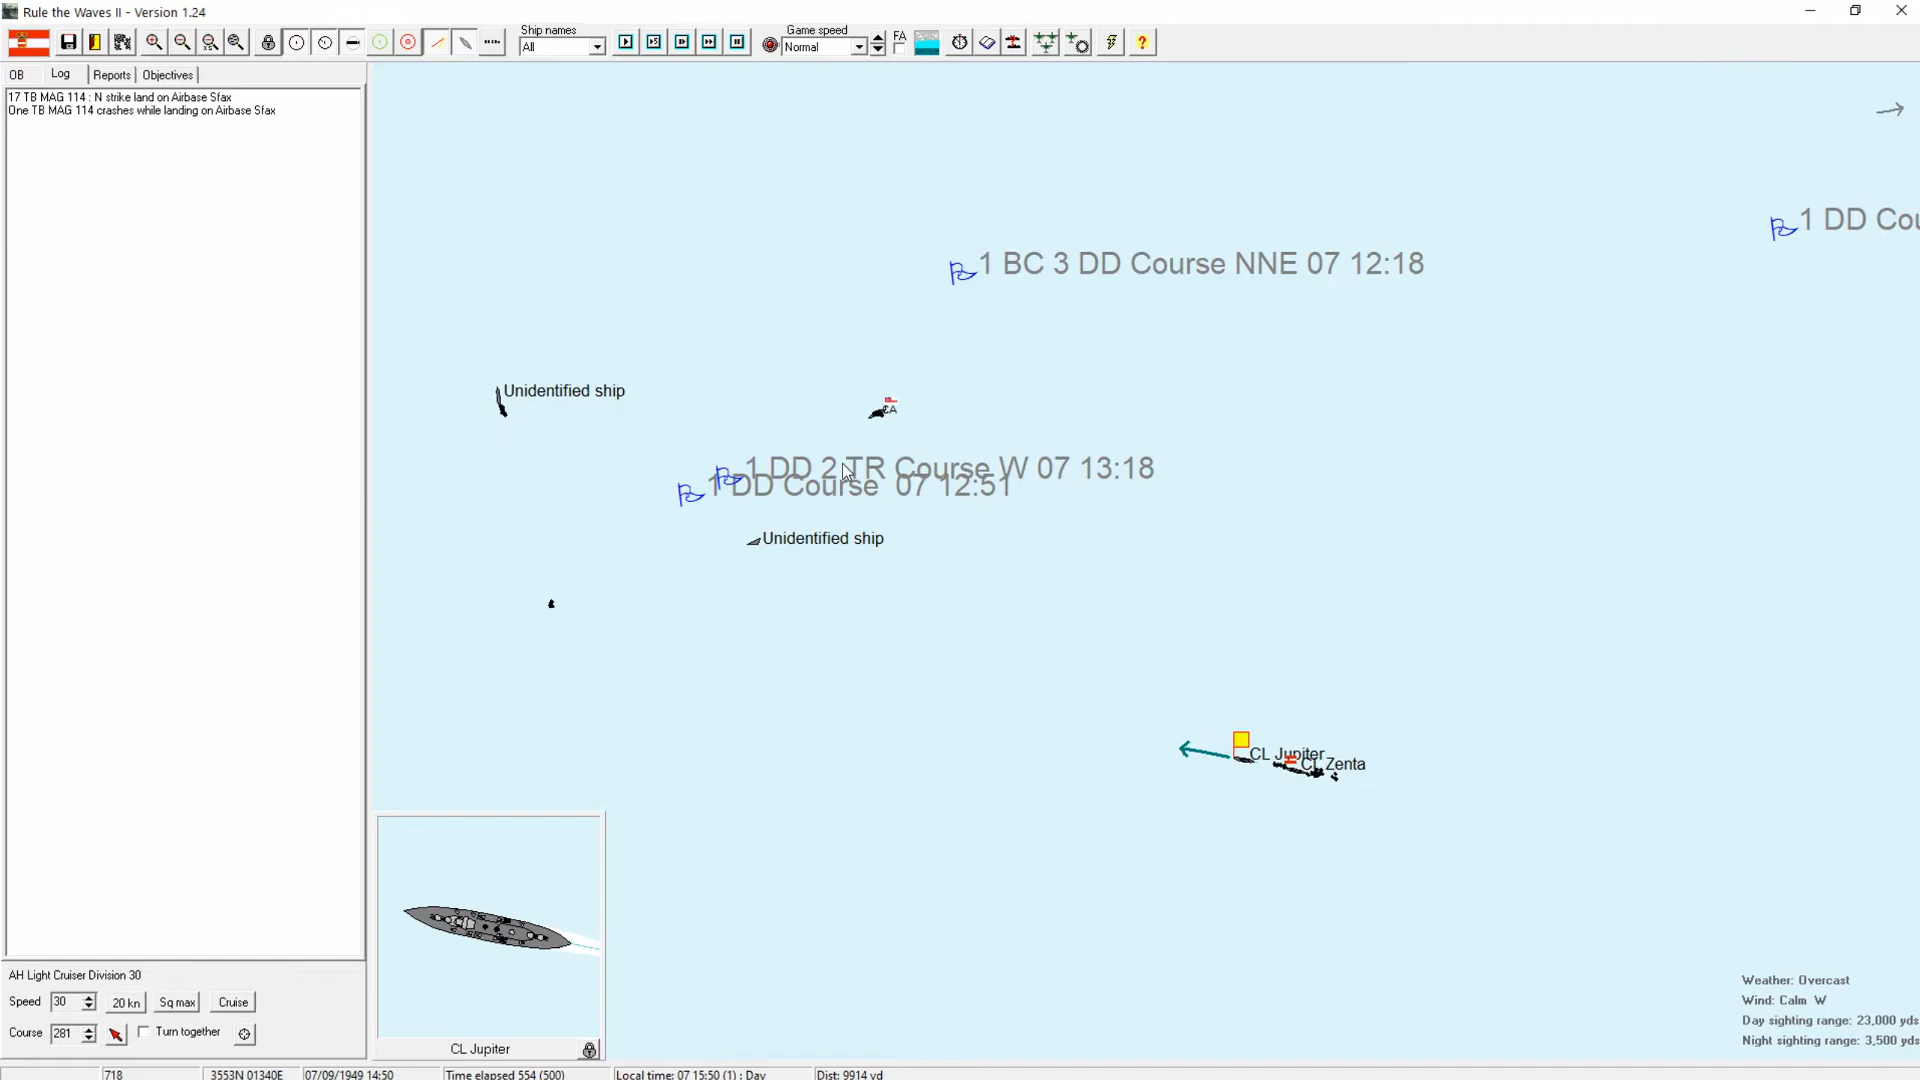 Rule the Waves II - Version 1.24
Ship names
All
Game speed
Normal
FA
?
OB
Log
Reports
Objectives
17 TB MAG 114 : N strike land on Airbase Sfax
One TB MAG 114 crashes while landing on Airbase Sfax
1 DD Cou
1 BC 3 DD Course NNE 07 12:18
Unidentified ship
CA
1 DD 2 TR Course W 07 13:18
1 DD Course  07 12:51
Unidentified ship
CL Jupiter
CL Zenta
AH Light Cruiser Division 30
Speed 30 20 kn Sq max Cruise
Course 281 Turn together
CL Jupiter
Weather: Overcast
Wind: Calm W
Day sighting range: 23,000 yds
Night sighting range: 3,500 yds
718 3553N 01340E 07/09/1949 14:50 Time elapsed 554 (500) Local time: 07 15:50 (1) : Day Dist: 9914 yd